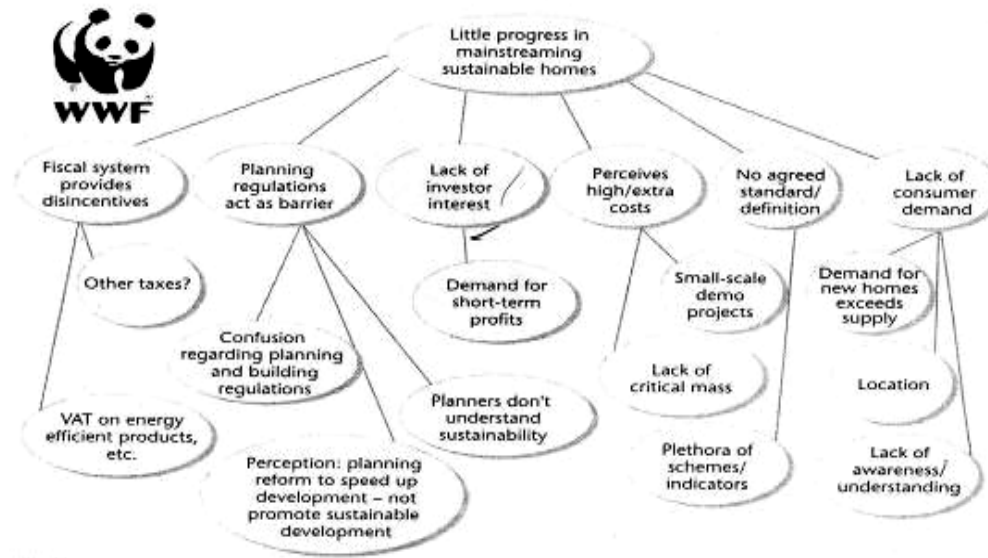 WWF
Little progress in
mainstreaming
sustainable homes
Fiscal system
provides
disincentives
Planning
regulations
act as barrier
Lack of
investor
interest
Perceives
high/extra
costs
No agreed
standard/
definition
Lack of
consumer
demand
Other taxes?
Demand for
short-term
profits
Small-scale
demo
projects
Demand for
new homes
exceeds
supply
Confusion
regarding planning
and building
regulations
Lack of
critical mass
Location
VAT on energy
efficient products,
etc.
Planners don't
understand
sustainability
Perception: planning
reform to speed up
development – not
promote sustainable
development
Plethora of
schemes/
indicators
Lack of
awareness/
understanding